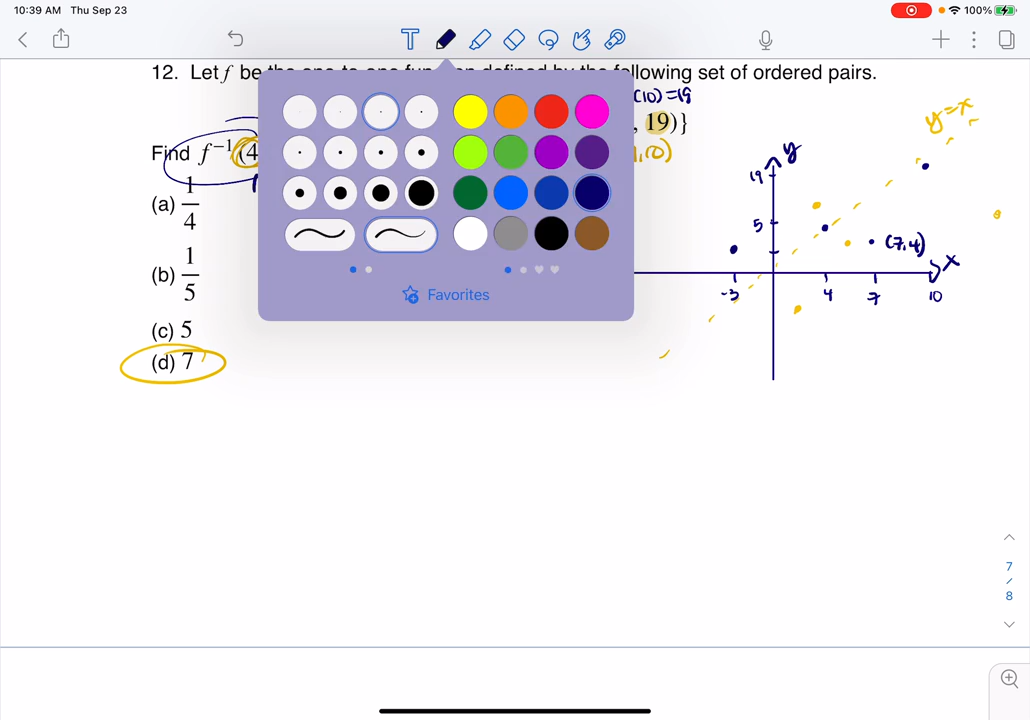 10:39 AM Thu Sep 23
100%
T
12. Let f be the one-to-one function defined by the following set of ordered pairs.
(10)=19
, 19)}
,10)
Find f⁻¹(4
(a) 1/4
(b) 1/5
(c) 5
(d) 7
Favorites
y=x
y
19
5
(7,4)
x
-3
4
7
10
7
/
8